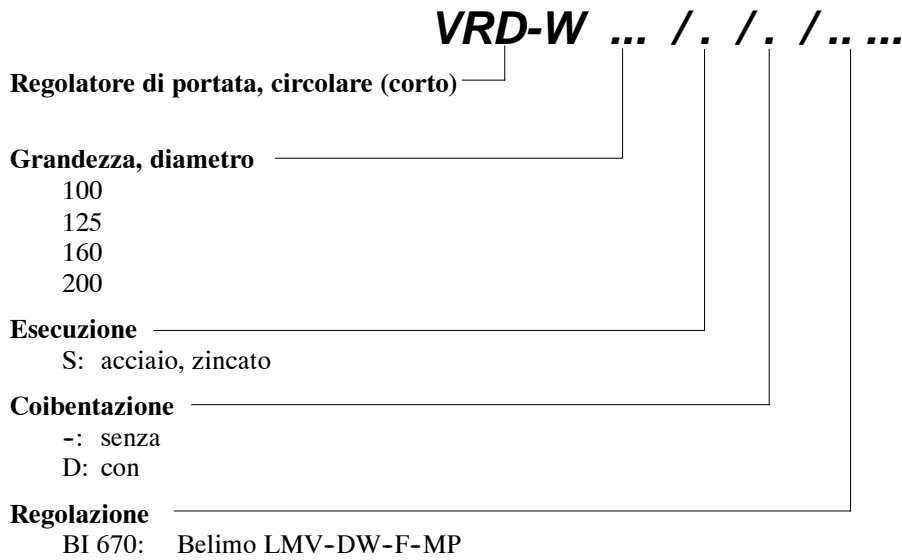 VRD-W ... / . / . / .. ...
Regolatore di portata, circolare (corto)
Grandezza, diametro
100
125
160
200
Esecuzione
S: acciaio, zincato
Coibentazione
-: senza
D: con
Regolazione
BI 670: Belimo LMV-DW-F-MP